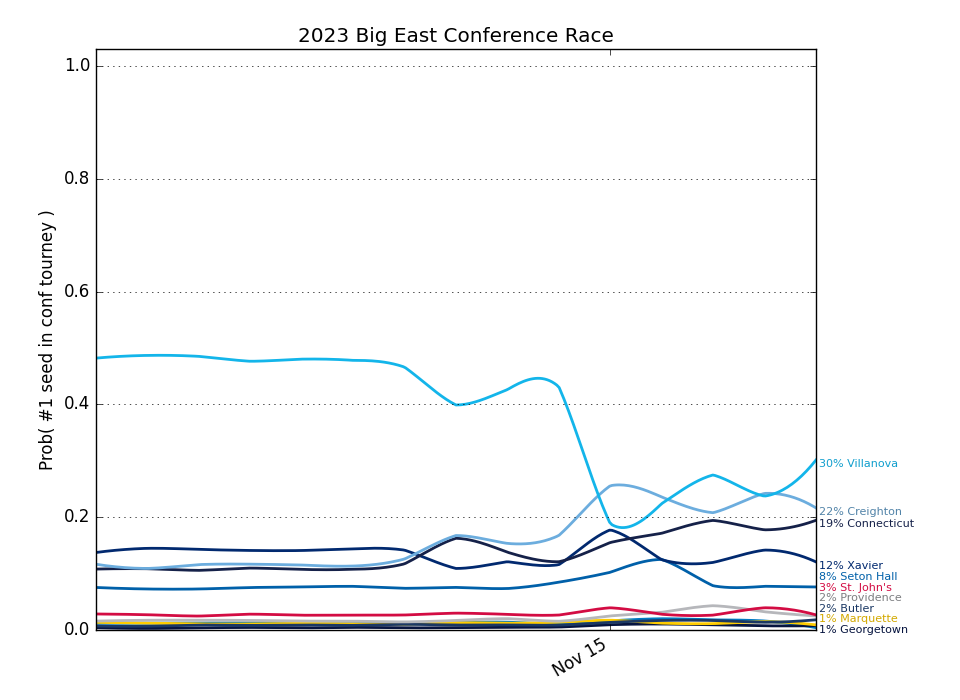 2023 Big East Conference Race
Prob( #1 seed in conf tourney )
1.0
0.8
0.6
0.4
0.2
0.0
Nov 15
30% Villanova
22% Creighton
19% Connecticut
12% Xavier
8% Seton Hall
3% St. John's
2% Providence
2% Butler
1% Marquette
1% Georgetown